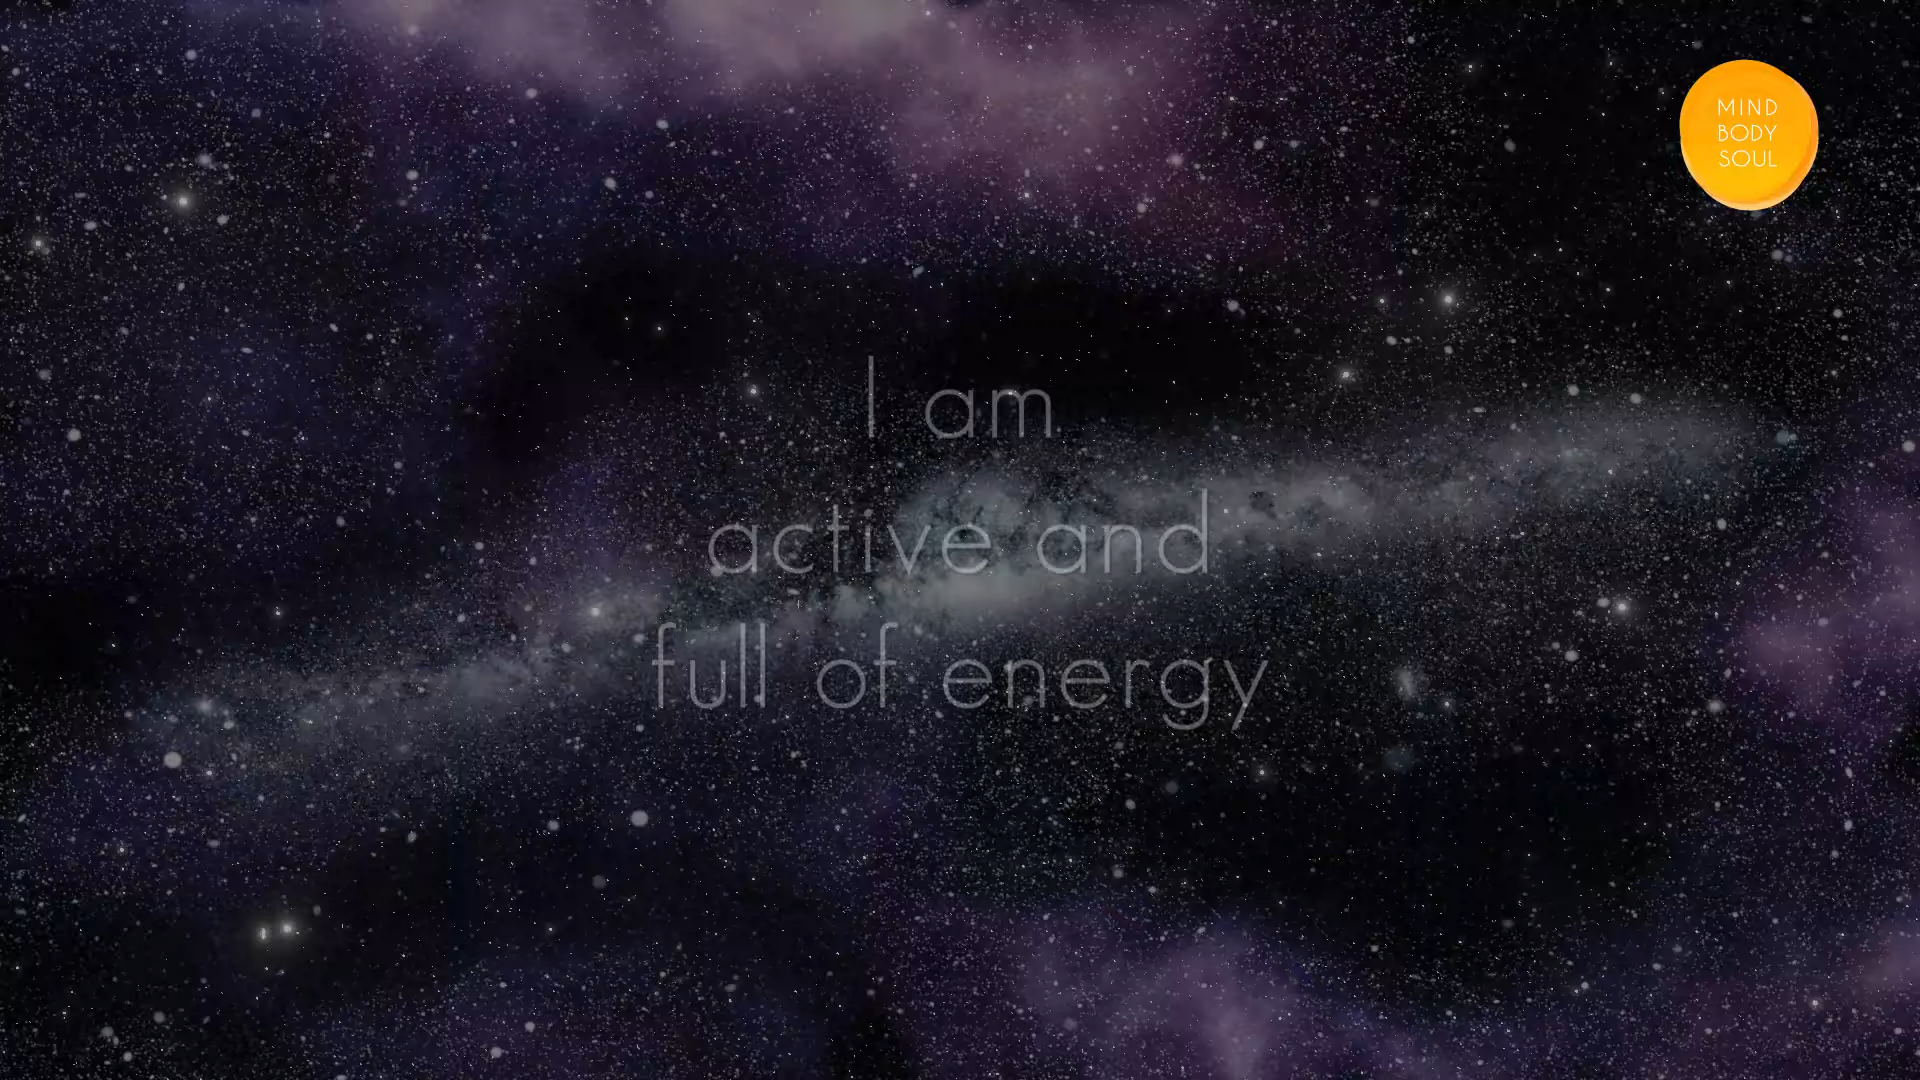 MIND
BODY
SOUL
I am
active and
full of energy